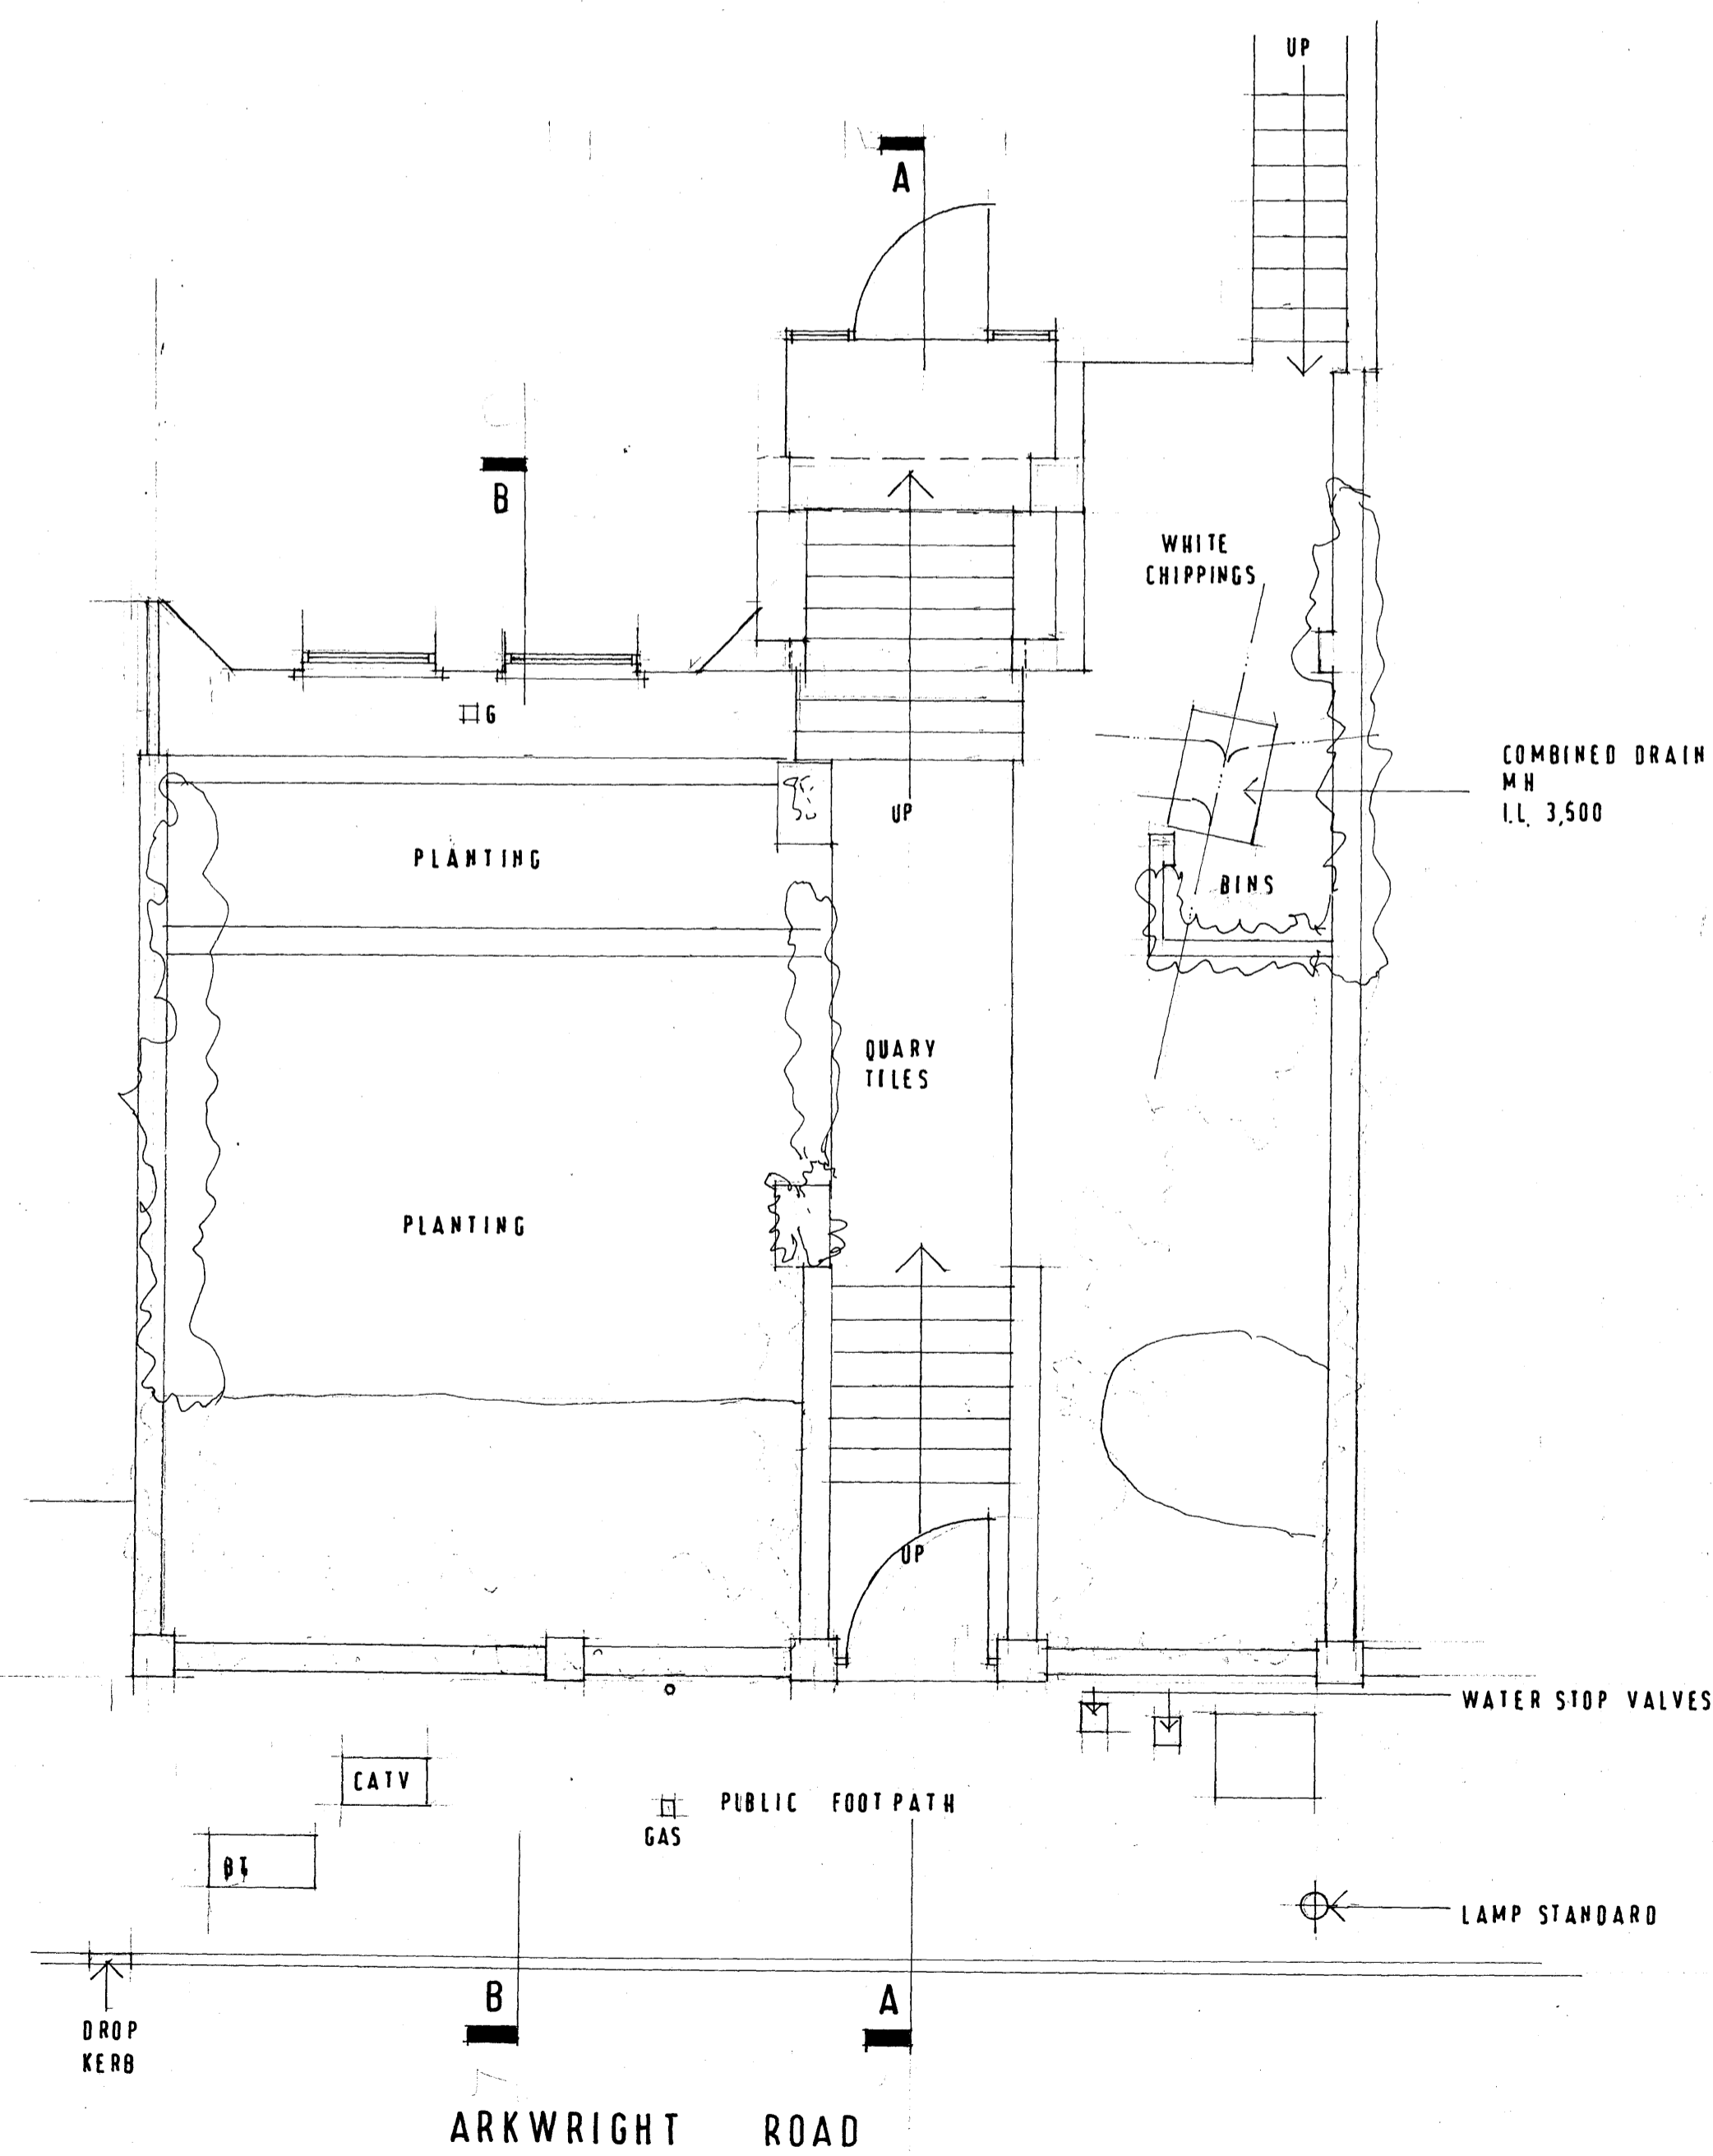 UP
A
B
WHITE
CHIPPINGS
G
COMBINED DRAIN
MH
I.L. 3,500
UP
PLANTING
BINS
QUARY
TILES
PLANTING
UP
WATER STOP VALVES
CATV
PUBLIC FOOTPATH
GAS
BT
LAMP STANDARD
B
A
DROP
KERB
ARKWRIGHT ROAD